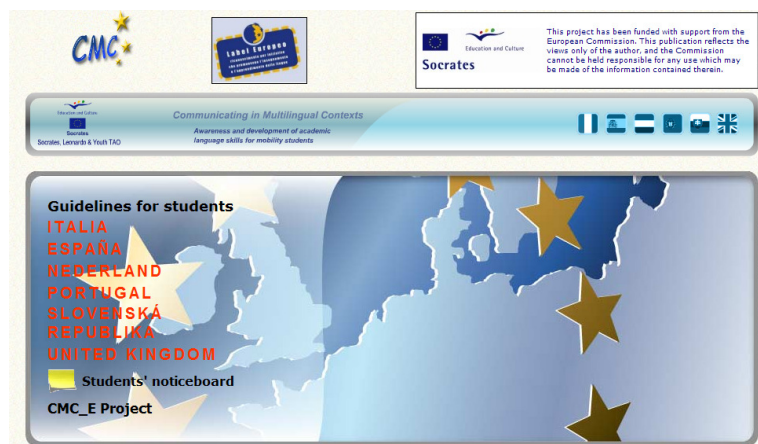 CMC
Label Europeo
Education and Culture
Socrates
This project has been funded with support from the
European Commission. This publication reflects the
views only of the author, and the Commission
cannot be held responsible for any use which may
be made of the information contained therein.
Education and Culture
Socrates
Socrates, Leonardo & Youth TAO
Communicating in Multilingual Contexts
Awareness and development of academic
language skills for mobility students
Guidelines for students
ITALIA
ESPAÑA
NEDERLAND
PORTUGAL
SLOVENSKÁ
REPUBLIKA
UNITED KINGDOM
Students' noticeboard
CMC_E Project